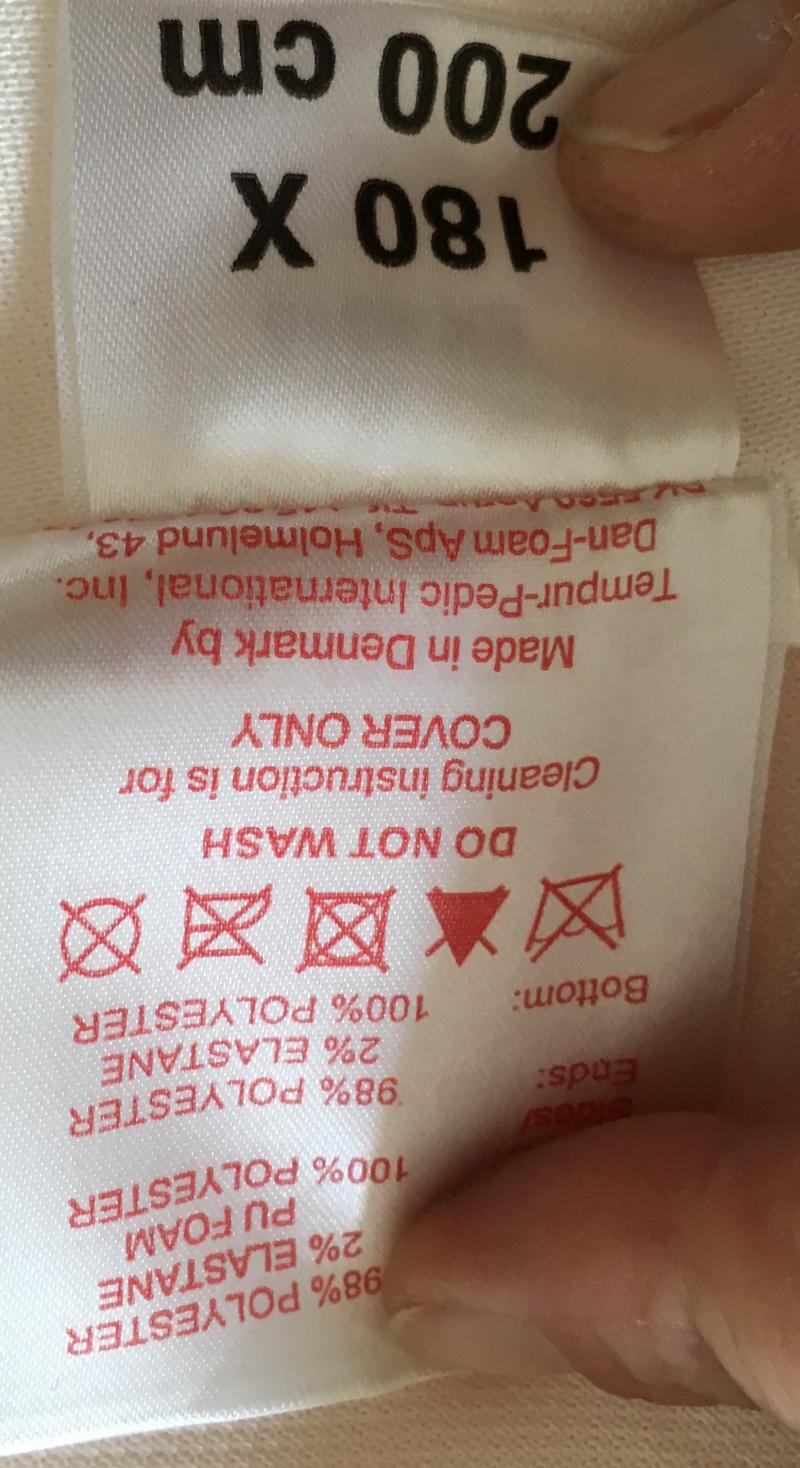 98% POLYESTER
2% ELASTANE
PU FOAM
100% POLYESTER
Sides/
Ends: 98% POLYESTER
2% ELASTANE
Bottom: 100% POLYESTER
DO NOT WASH
Cleaning instruction is for
COVER ONLY
Made in Denmark by
Tempur-Pedic International, Inc.
Dan-Foam ApS, Holmelund 43,
180 X
200 cm